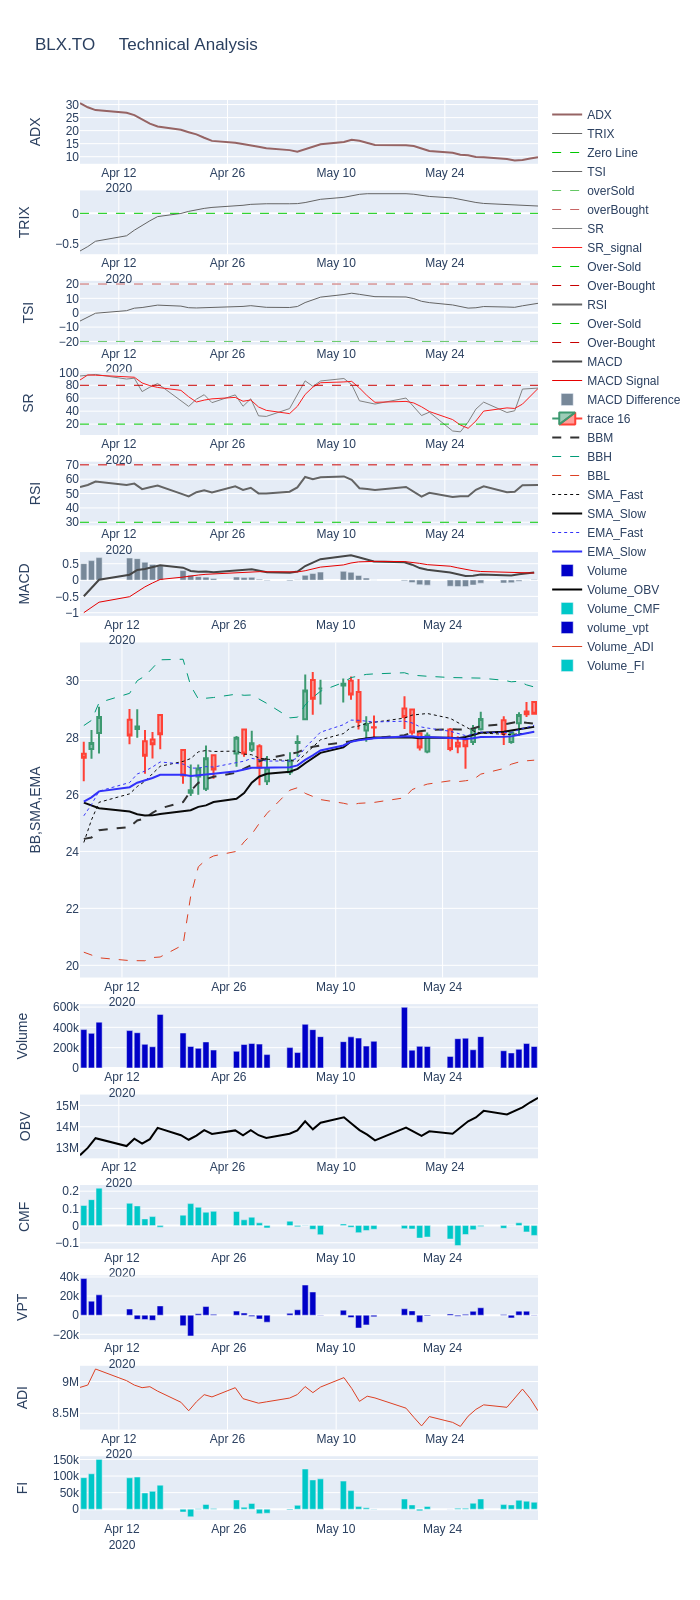 BLX.TO Technical Analysis
ADX
30
25
20
15
10
Apr 12
2020
Apr 26
May 10
May 24
TRIX
0
−0.5
Apr 12
2020
Apr 26
May 10
May 24
TSI
20
10
0
−10
−20
Apr 12
2020
Apr 26
May 10
May 24
SR
100
80
60
40
20
Apr 12
2020
Apr 26
May 10
May 24
RSI
70
60
50
40
30
Apr 12
2020
Apr 26
May 10
May 24
MACD
0.5
0
−0.5
−1
Apr 12
2020
Apr 26
May 10
May 24
BB,SMA,EMA
30
28
26
24
22
20
Apr 12
2020
Apr 26
May 10
May 24
Volume
600k
400k
200k
0
Apr 12
2020
Apr 26
May 10
May 24
OBV
15M
14M
13M
Apr 12
2020
Apr 26
May 10
May 24
CMF
0.2
0.1
0
−0.1
Apr 12
2020
Apr 26
May 10
May 24
VPT
40k
20k
0
−20k
Apr 12
2020
Apr 26
May 10
May 24
ADI
9M
8.5M
Apr 12
2020
Apr 26
May 10
May 24
FI
150k
100k
50k
0
Apr 12
2020
Apr 26
May 10
May 24
ADX
TRIX
Zero Line
TSI
overSold
overBought
SR
SR_signal
Over-Sold
Over-Bought
RSI
Over-Sold
Over-Bought
MACD
MACD Signal
MACD Difference
trace 16
BBM
BBH
BBL
SMA_Fast
SMA_Slow
EMA_Fast
EMA_Slow
Volume
Volume_OBV
Volume_CMF
volume_vpt
Volume_ADI
Volume_FI